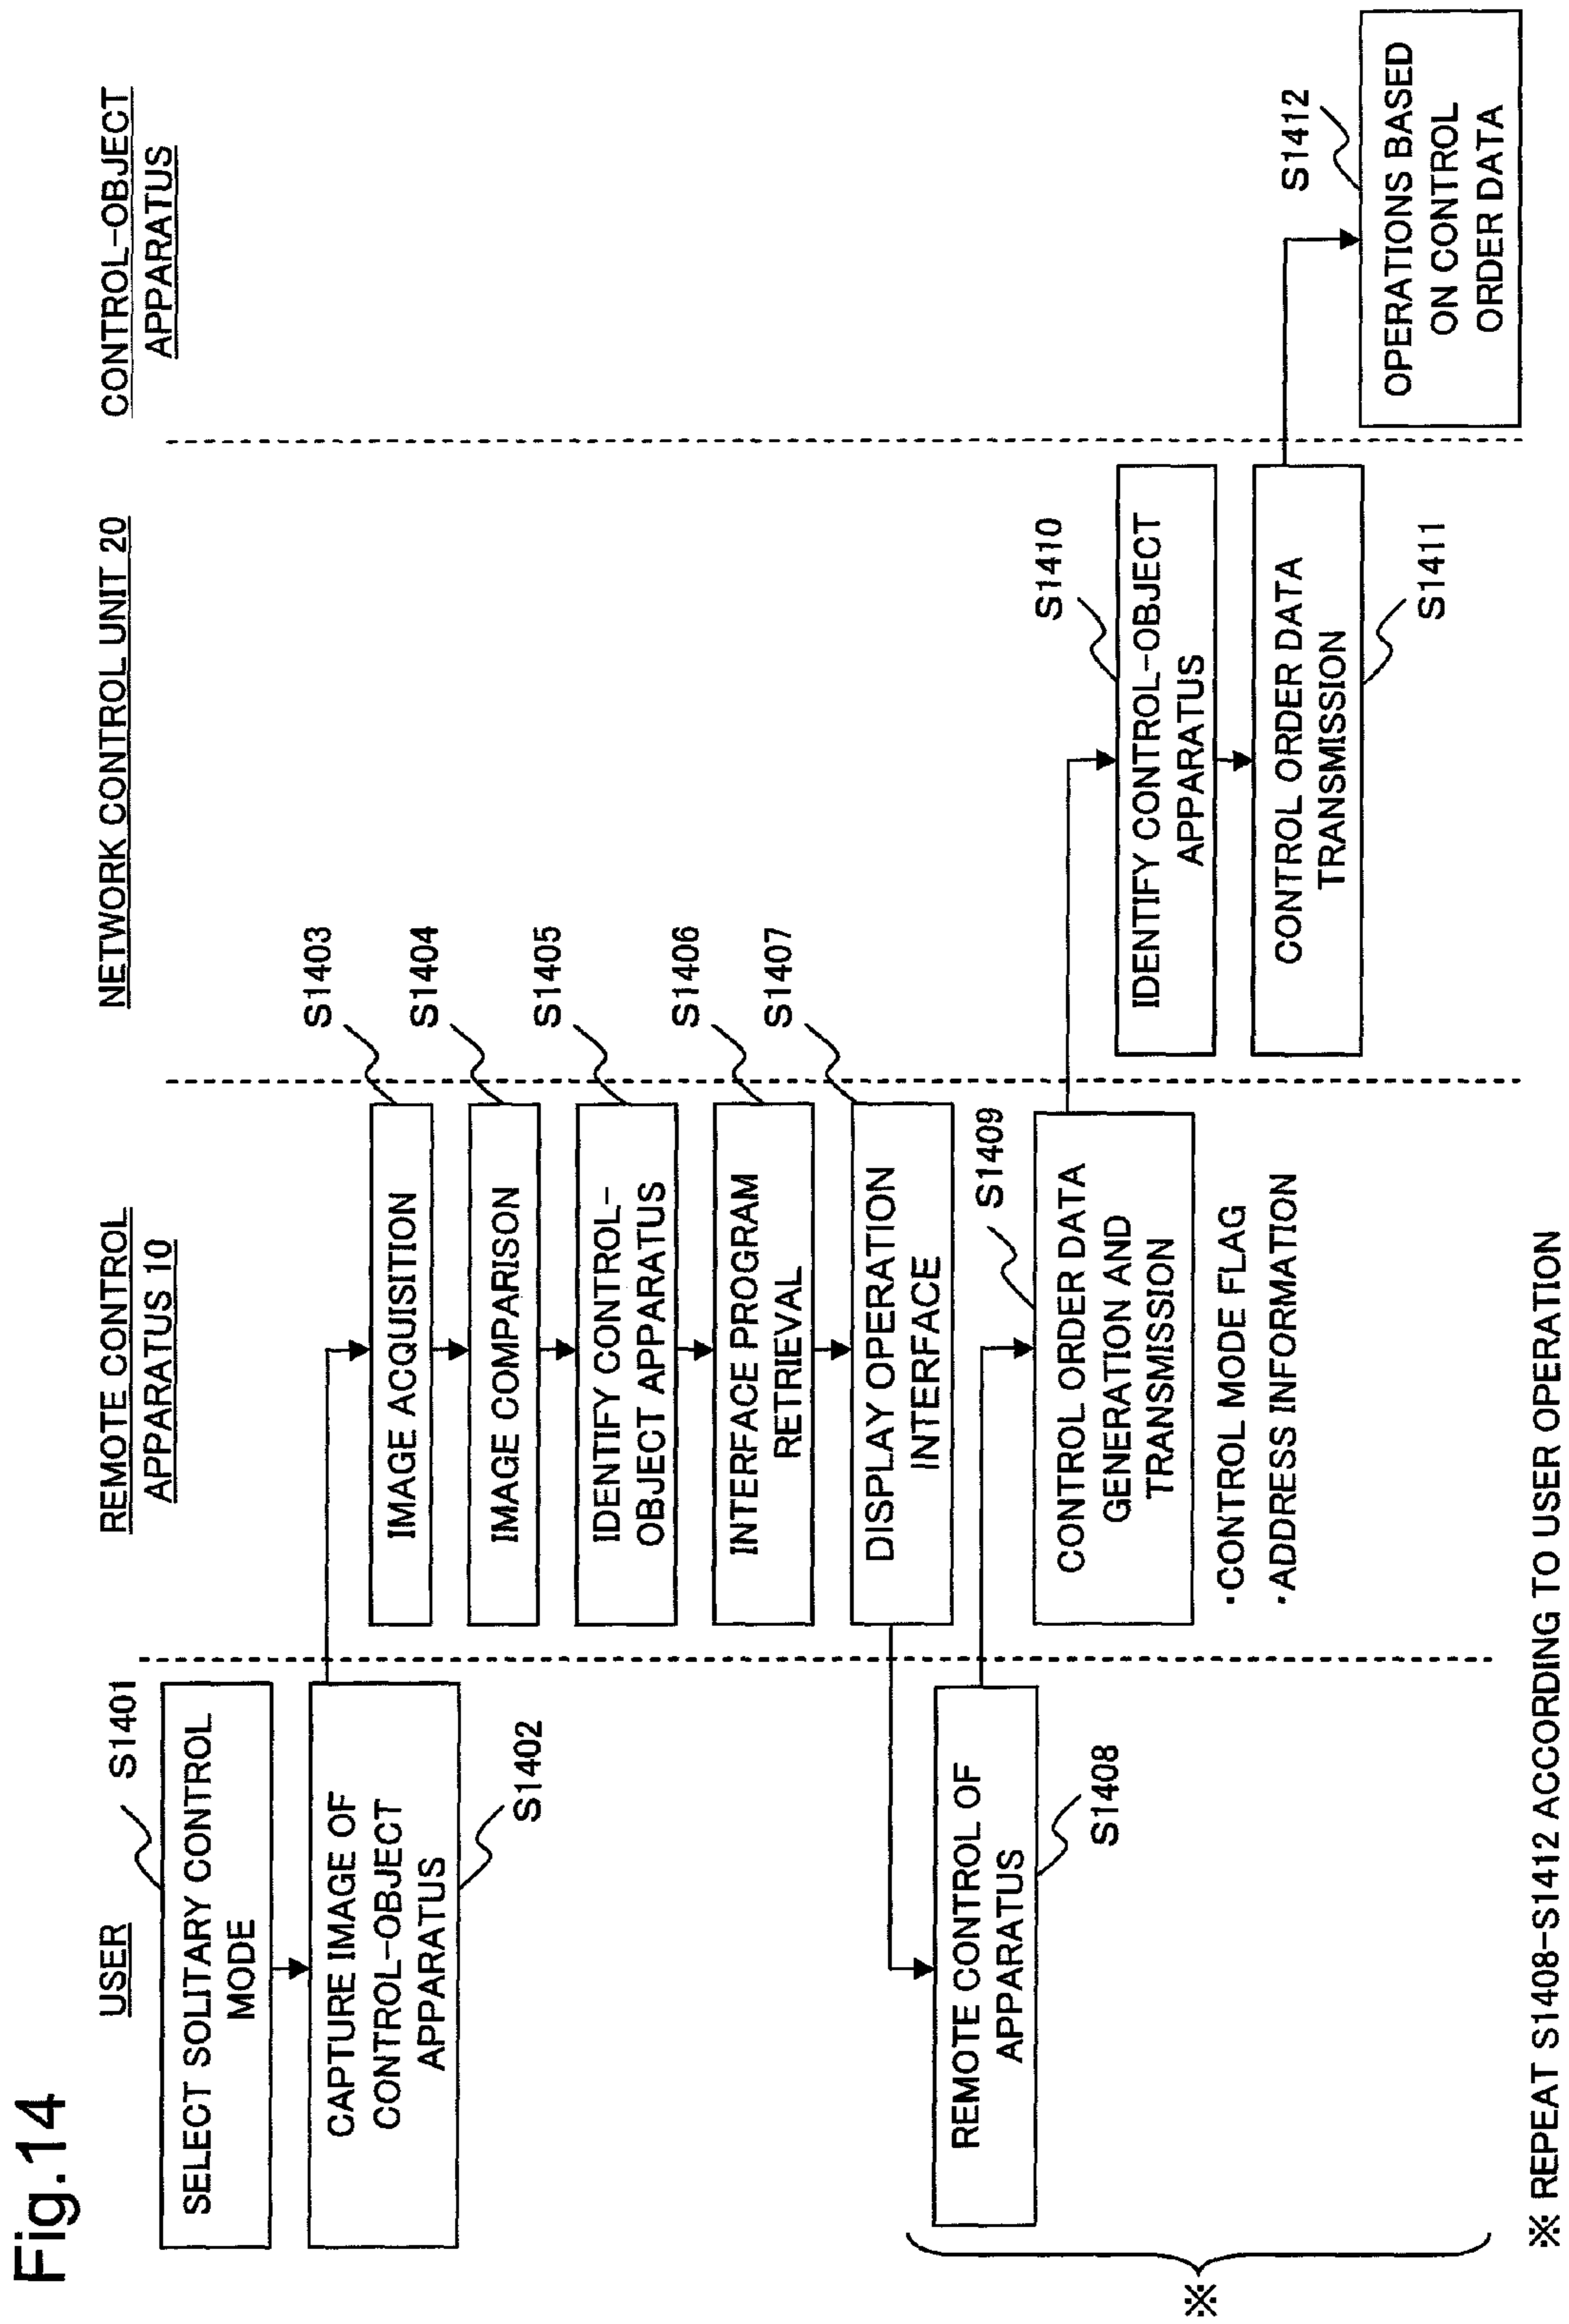 Fig.14
USER
REMOTE CONTROL
APPARATUS 10
NETWORK CONTROL UNIT 20
CONTROL-OBJECT
APPARATUS
S1401
SELECT SOLITARY CONTROL
MODE
CAPTURE IMAGE OF
CONTROL-OBJECT
APPARATUS
S1402
S1403
IMAGE ACQUISITION
S1404
IMAGE COMPARISON
S1405
IDENTIFY CONTROL-
OBJECT APPARATUS
S1406
INTERFACE PROGRAM
RETRIEVAL
S1407
DISPLAY OPERATION
INTERFACE
REMOTE CONTROL OF
APPARATUS
S1408
S1409
CONTROL ORDER DATA
GENERATION AND
TRANSMISSION
·CONTROL MODE FLAG
·ADDRESS INFORMATION
S1410
IDENTIFY CONTROL-OBJECT
APPARATUS
CONTROL ORDER DATA
TRANSMISSION
S1411
S1412
OPERATIONS BASED
ON CONTROL
ORDER DATA
※
※ REPEAT S1408-S1412 ACCORDING TO USER OPERATION